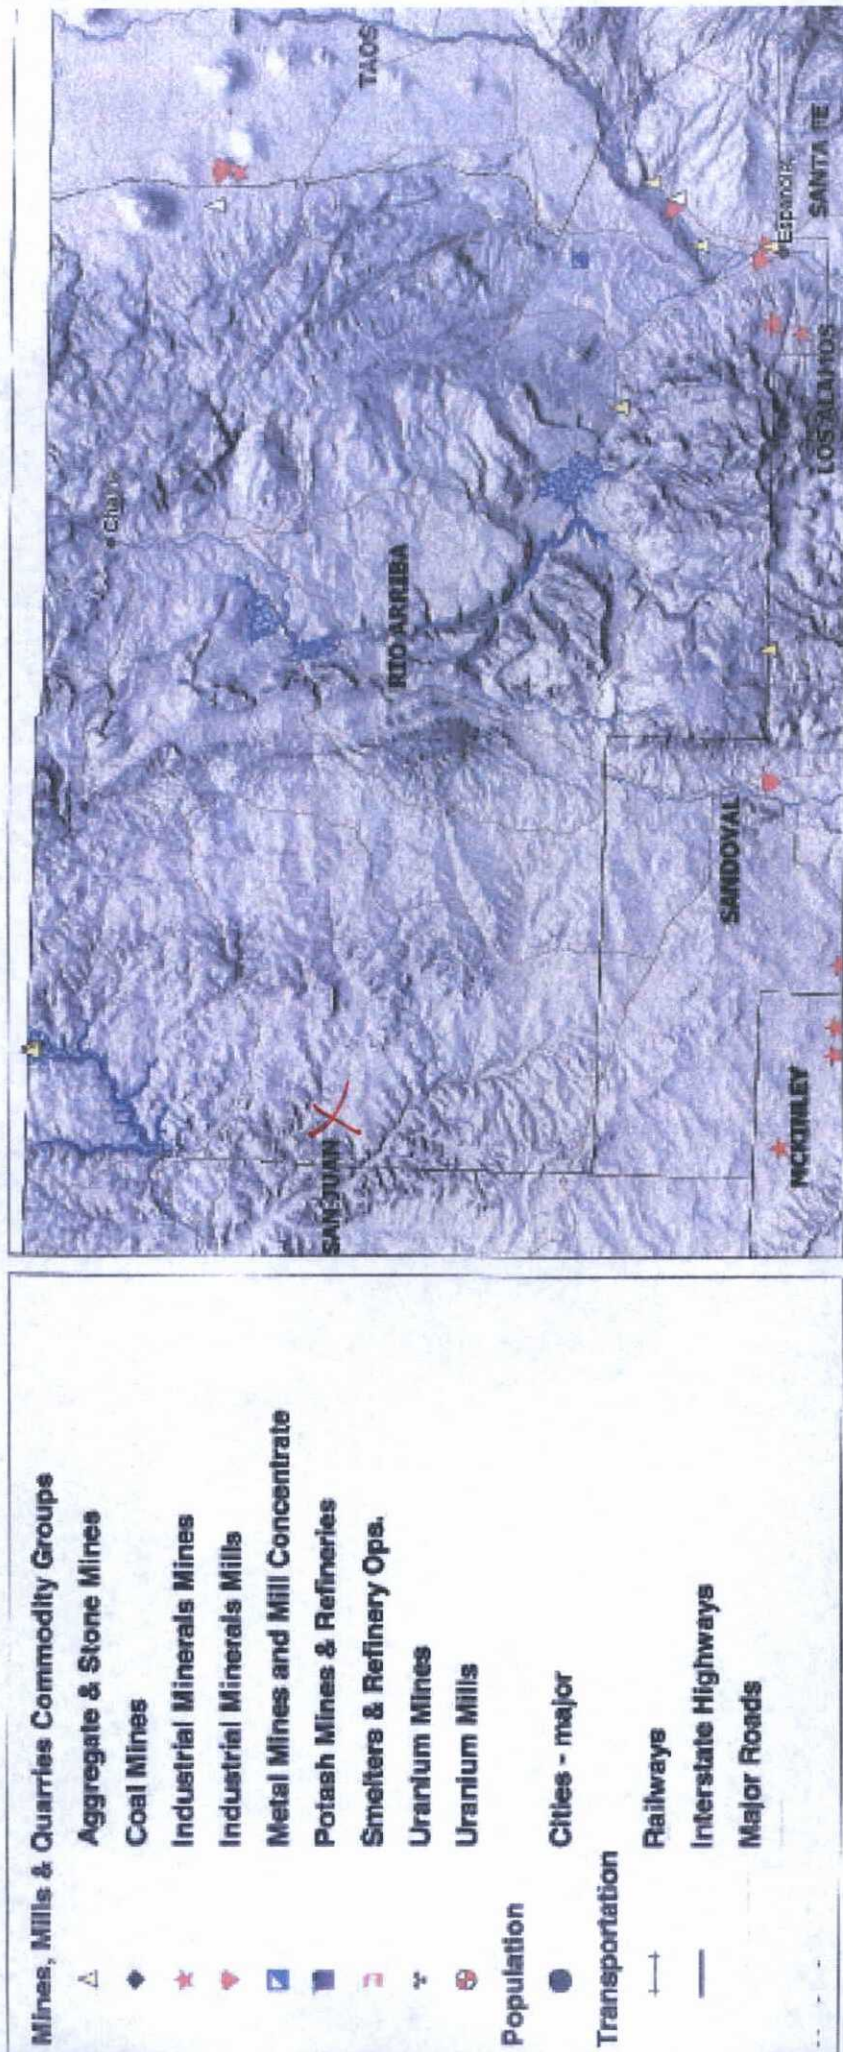 Mines, Mills & Quarries Commodity Groups
Aggregate & Stone Mines
Coal Mines
Industrial Minerals Mines
Industrial Minerals Mills
Metal Mines and Mill Concentrate
Potash Mines & Refineries
Smelters & Refinery Ops.
Uranium Mines
Uranium Mills
Population
Cities - major
Transportation
Railways
Interstate Highways
Major Roads
SAN JUAN
RIO ARRIBA
Chama
TAOS
MCKINLEY
SANDOVAL
LOS ALAMOS
Espanola
SANTA FE